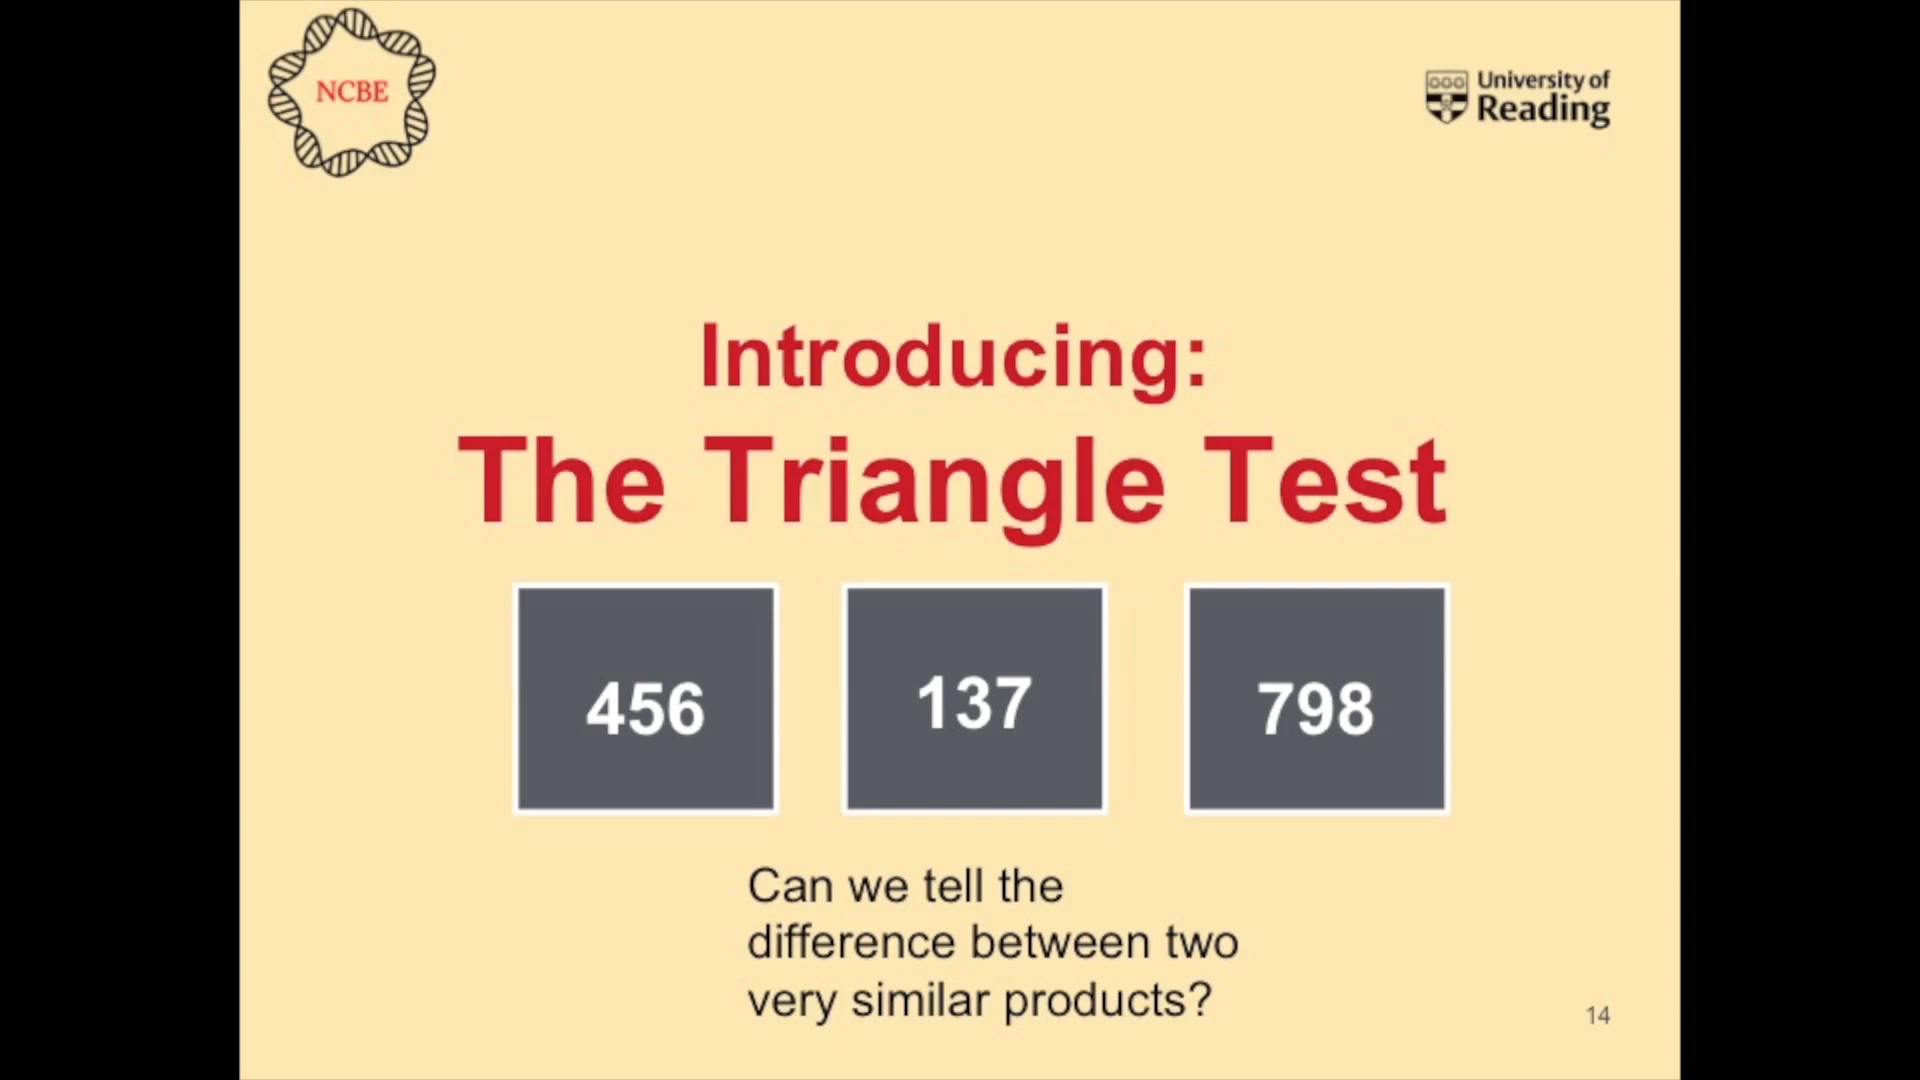 NCBE
University of
Reading
Introducing:
The Triangle Test
456
137
798
Can we tell the
difference between two
very similar products?
14